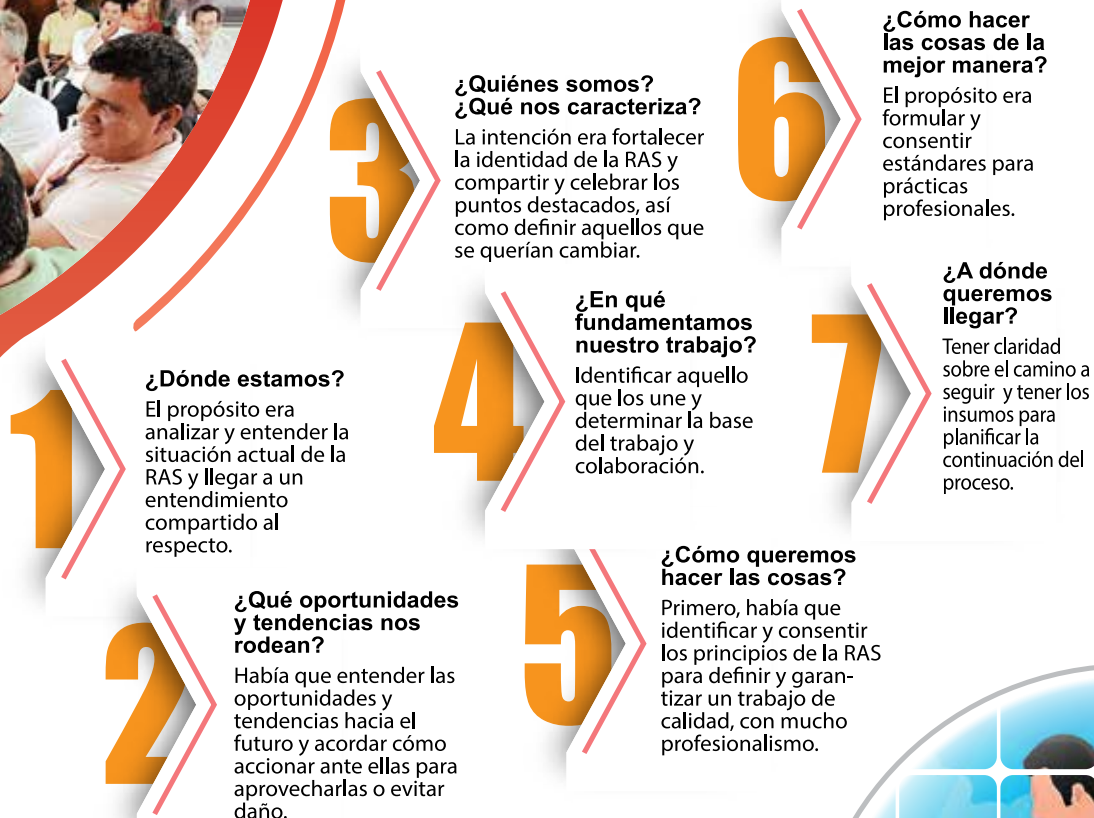 1
¿Dónde estamos?
El propósito era
analizar y entender la
situación actual de la
RAS y llegar a un
entendimiento
compartido al
respecto.
2
¿Qué oportunidades
y tendencias nos
rodean?
Había que entender las
oportunidades y
tendencias hacia el
futuro y acordar cómo
accionar ante ellas para
aprovecharlas o evitar
daño.
3
¿Quiénes somos?
¿Qué nos caracteriza?
La intención era fortalecer
la identidad de la RAS y
compartir y celebrar los
puntos destacados, así
como definir aquellos que
se querían cambiar.
4
¿En qué
fundamentamos
nuestro trabajo?
Identificar aquello
que los une y
determinar la base
del trabajo y
colaboración.
5
¿Cómo queremos
hacer las cosas?
Primero, había que
identificar y consentir
los principios de la RAS
para definir y garan-
tizar un trabajo de
calidad, con mucho
profesionalismo.
6
¿Cómo hacer
las cosas de la
mejor manera?
El propósito era
formular y
consentir
estándares para
prácticas
profesionales.
7
¿A dónde
queremos
llegar?
Tener claridad
sobre el camino a
seguir y tener los
insumos para
planificar la
continuación del
proceso.